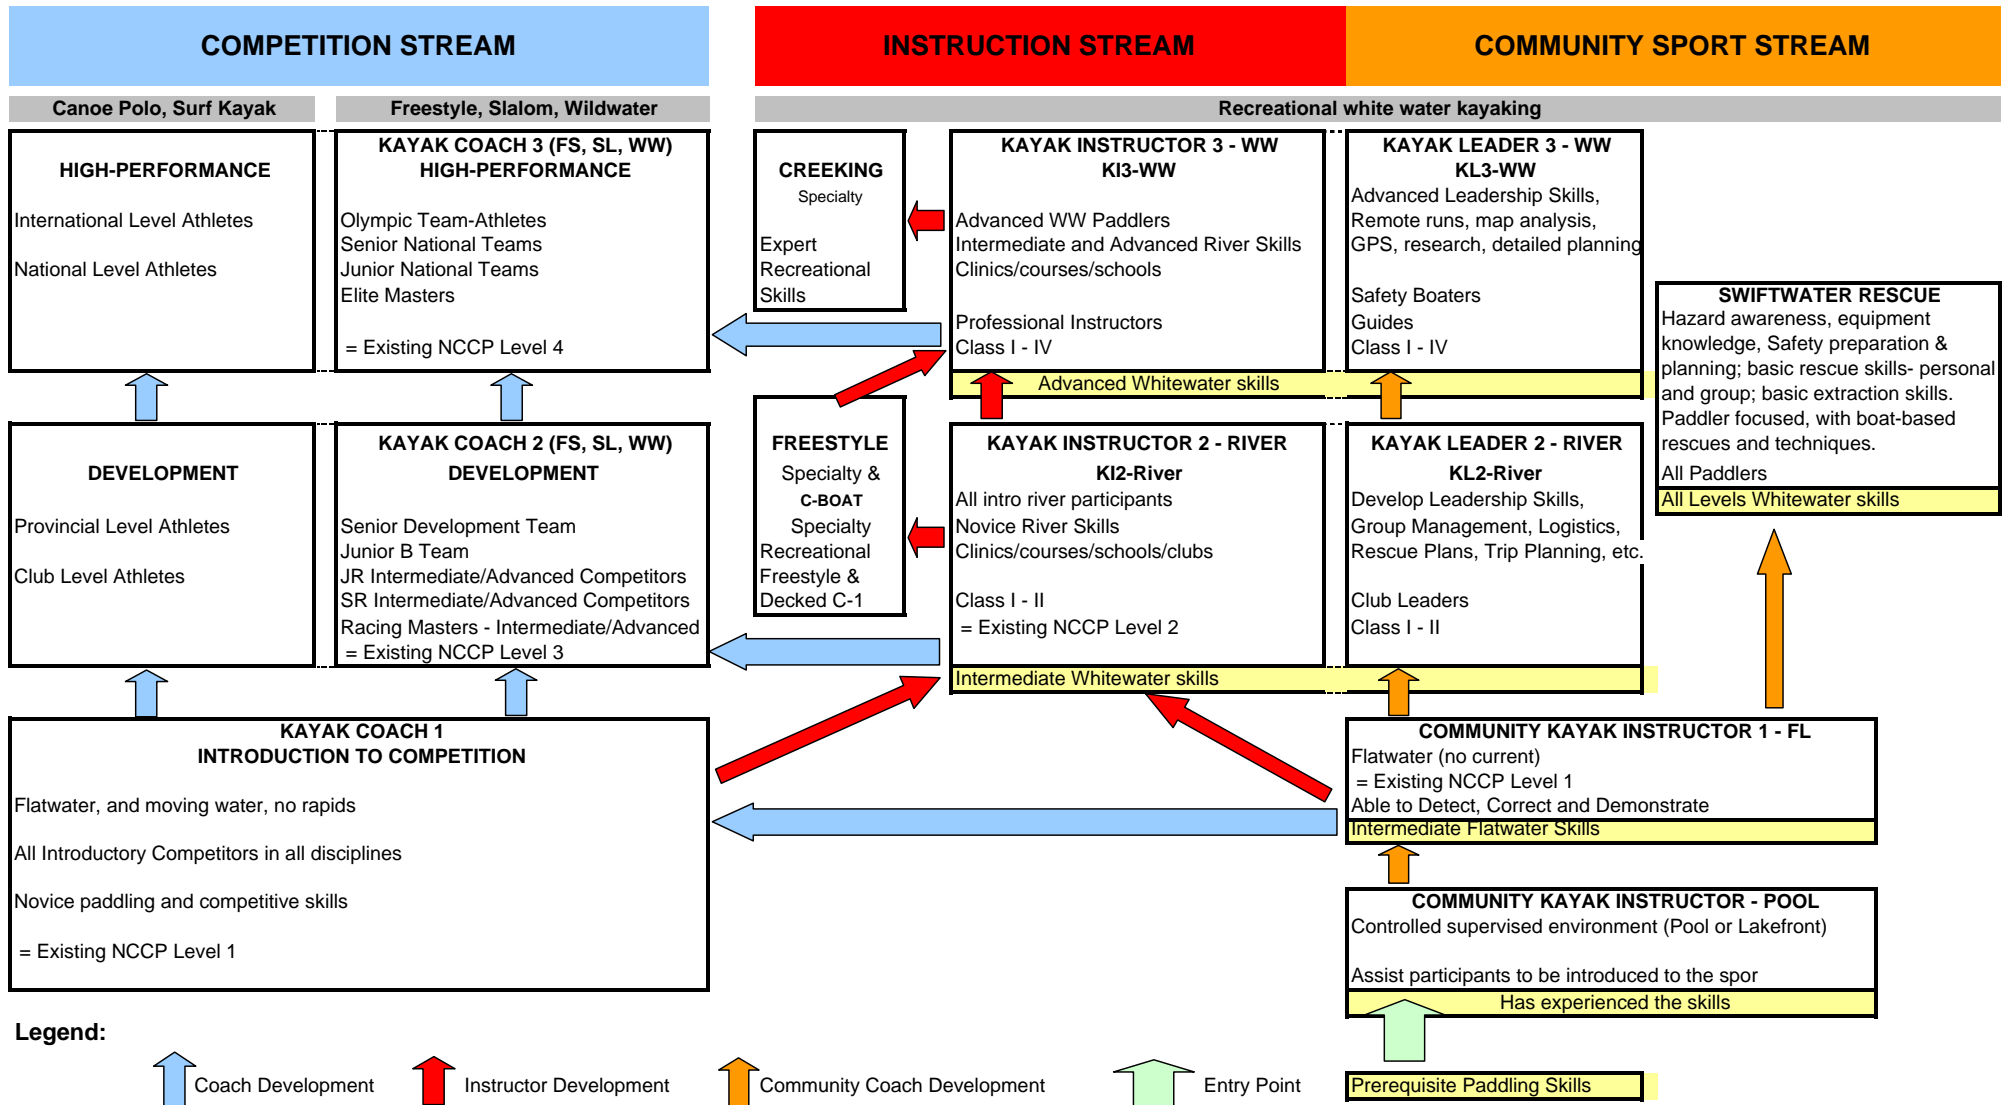 COMPETITION STREAM
INSTRUCTION STREAM
COMMUNITY SPORT STREAM
Canoe Polo, Surf Kayak
Freestyle, Slalom, Wildwater
Recreational white water kayaking
HIGH-PERFORMANCE
International Level Athletes
National Level Athletes
KAYAK COACH 3 (FS, SL, WW)
HIGH-PERFORMANCE
Olympic Team-Athletes
Senior National Teams
Junior National Teams
Elite Masters
= Existing NCCP Level 4
CREEKING
Specialty
Expert
Recreational
Skills
KAYAK INSTRUCTOR 3 - WW
KI3-WW
Advanced WW Paddlers
Intermediate and Advanced River Skills
Clinics/courses/schools
Professional Instructors
Class I - IV
KAYAK LEADER 3 - WW
KL3-WW
Advanced Leadership Skills,
Remote runs, map analysis,
GPS, research, detailed planning
Safety Boaters
Guides
Class I - IV
Advanced Whitewater skills
SWIFTWATER RESCUE
Hazard awareness, equipment
knowledge, Safety preparation &
planning; basic rescue skills- personal
and group; basic extraction skills.
Paddler focused, with boat-based
rescues and techniques.
All Paddlers
All Levels Whitewater skills
DEVELOPMENT
Provincial Level Athletes
Club Level Athletes
KAYAK COACH 2 (FS, SL, WW)
DEVELOPMENT
Senior Development Team
Junior B Team
JR Intermediate/Advanced Competitors
SR Intermediate/Advanced Competitors
Racing Masters - Intermediate/Advanced
= Existing NCCP Level 3
FREESTYLE
Specialty &
C-BOAT
Specialty
Recreational
Freestyle &
Decked C-1
KAYAK INSTRUCTOR 2 - RIVER
KI2-River
All intro river participants
Novice River Skills
Clinics/courses/schools/clubs
Class I - II
= Existing NCCP Level 2
KAYAK LEADER 2 - RIVER
KL2-River
Develop Leadership Skills,
Group Management, Logistics,
Rescue Plans, Trip Planning, etc.
Club Leaders
Class I - II
Intermediate Whitewater skills
KAYAK COACH 1
INTRODUCTION TO COMPETITION
Flatwater, and moving water, no rapids
All Introductory Competitors in all disciplines
Novice paddling and competitive skills
= Existing NCCP Level 1
COMMUNITY KAYAK INSTRUCTOR 1 - FL
Flatwater (no current)
= Existing NCCP Level 1
Able to Detect, Correct and Demonstrate
Intermediate Flatwater Skills
COMMUNITY KAYAK INSTRUCTOR - POOL
Controlled supervised environment (Pool or Lakefront)
Assist participants to be introduced to the spor
Has experienced the skills
Legend:
Coach Development
Instructor Development
Community Coach Development
Entry Point
Prerequisite Paddling Skills